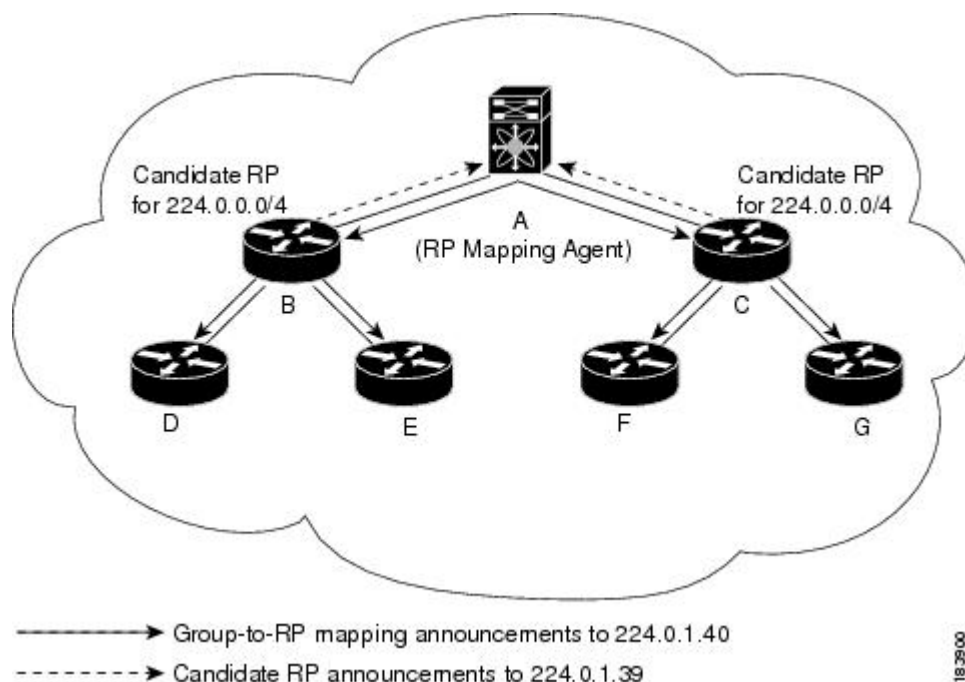 Candidate RP
for 224.0.0.0/4
Candidate RP
for 224.0.0.0/4
A
(RP Mapping Agent)
B
C
D
E
F
G
Group-to-RP mapping announcements to 224.0.1.40
Candidate RP announcements to 224.0.1.39
183900